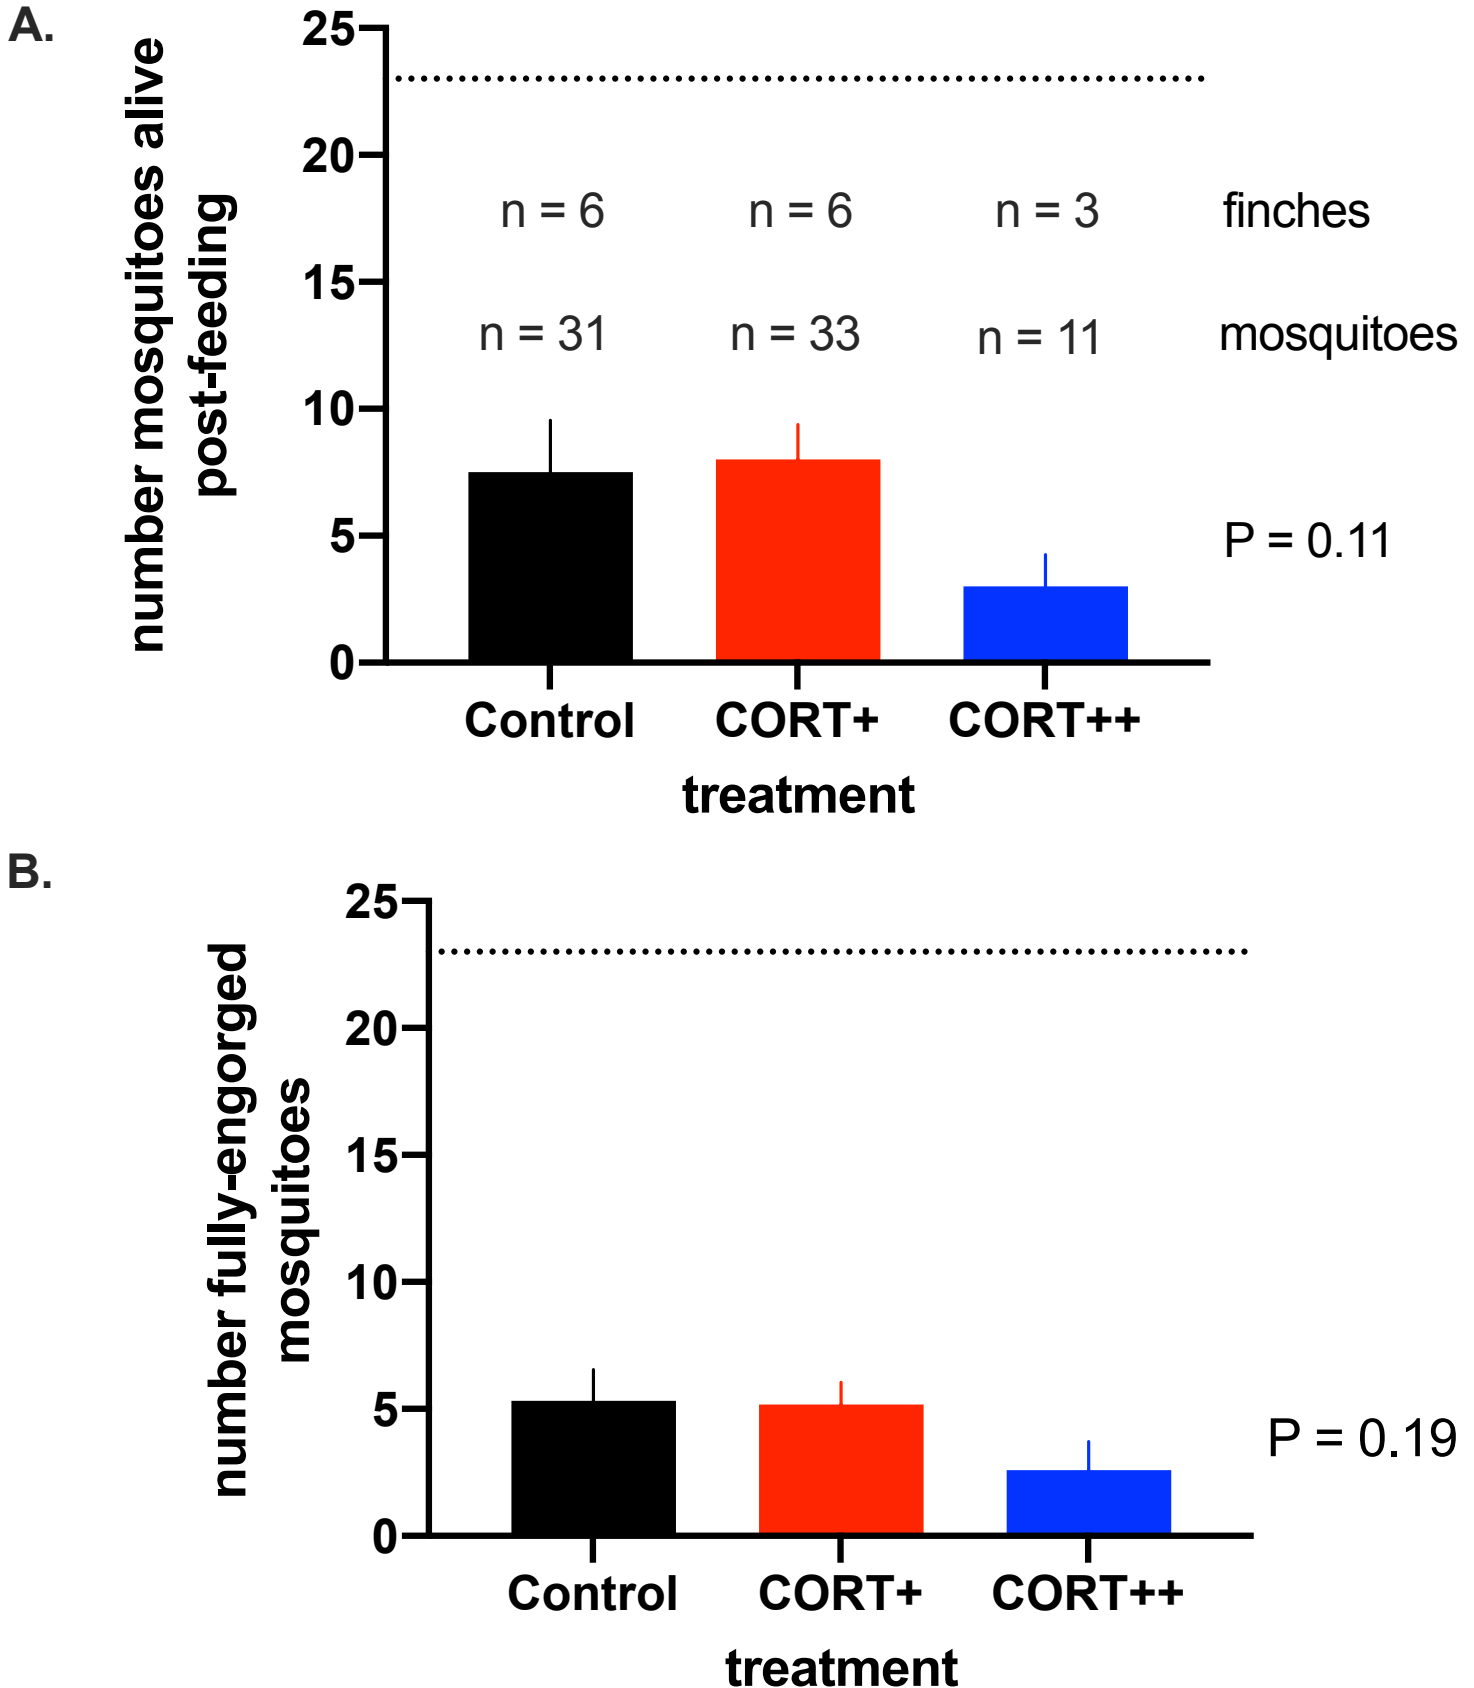 A.
number mosquitoes alive
post-feeding
25
20
15
10
5
0
n = 6 n = 6 n = 3 finches
n = 31 n = 33 n = 11 mosquitoes
P = 0.11
Control CORT+ CORT++
treatment
B.
number fully-engorged
mosquitoes
25
20
15
10
5
0
P = 0.19
Control CORT+ CORT++
treatment